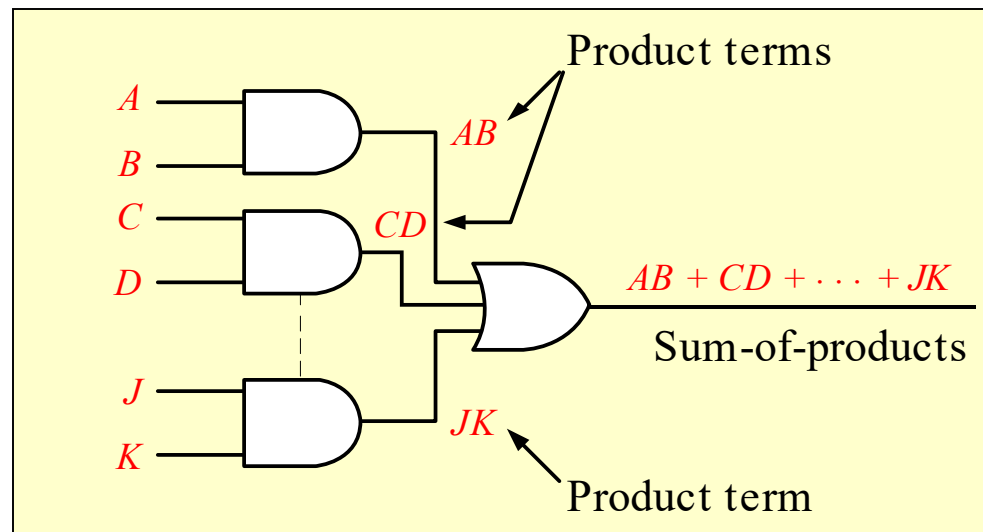 Product terms
A
AB
B
C
CD
D
AB + CD + · · · + JK
Sum-of-products
J
JK
K
Product term